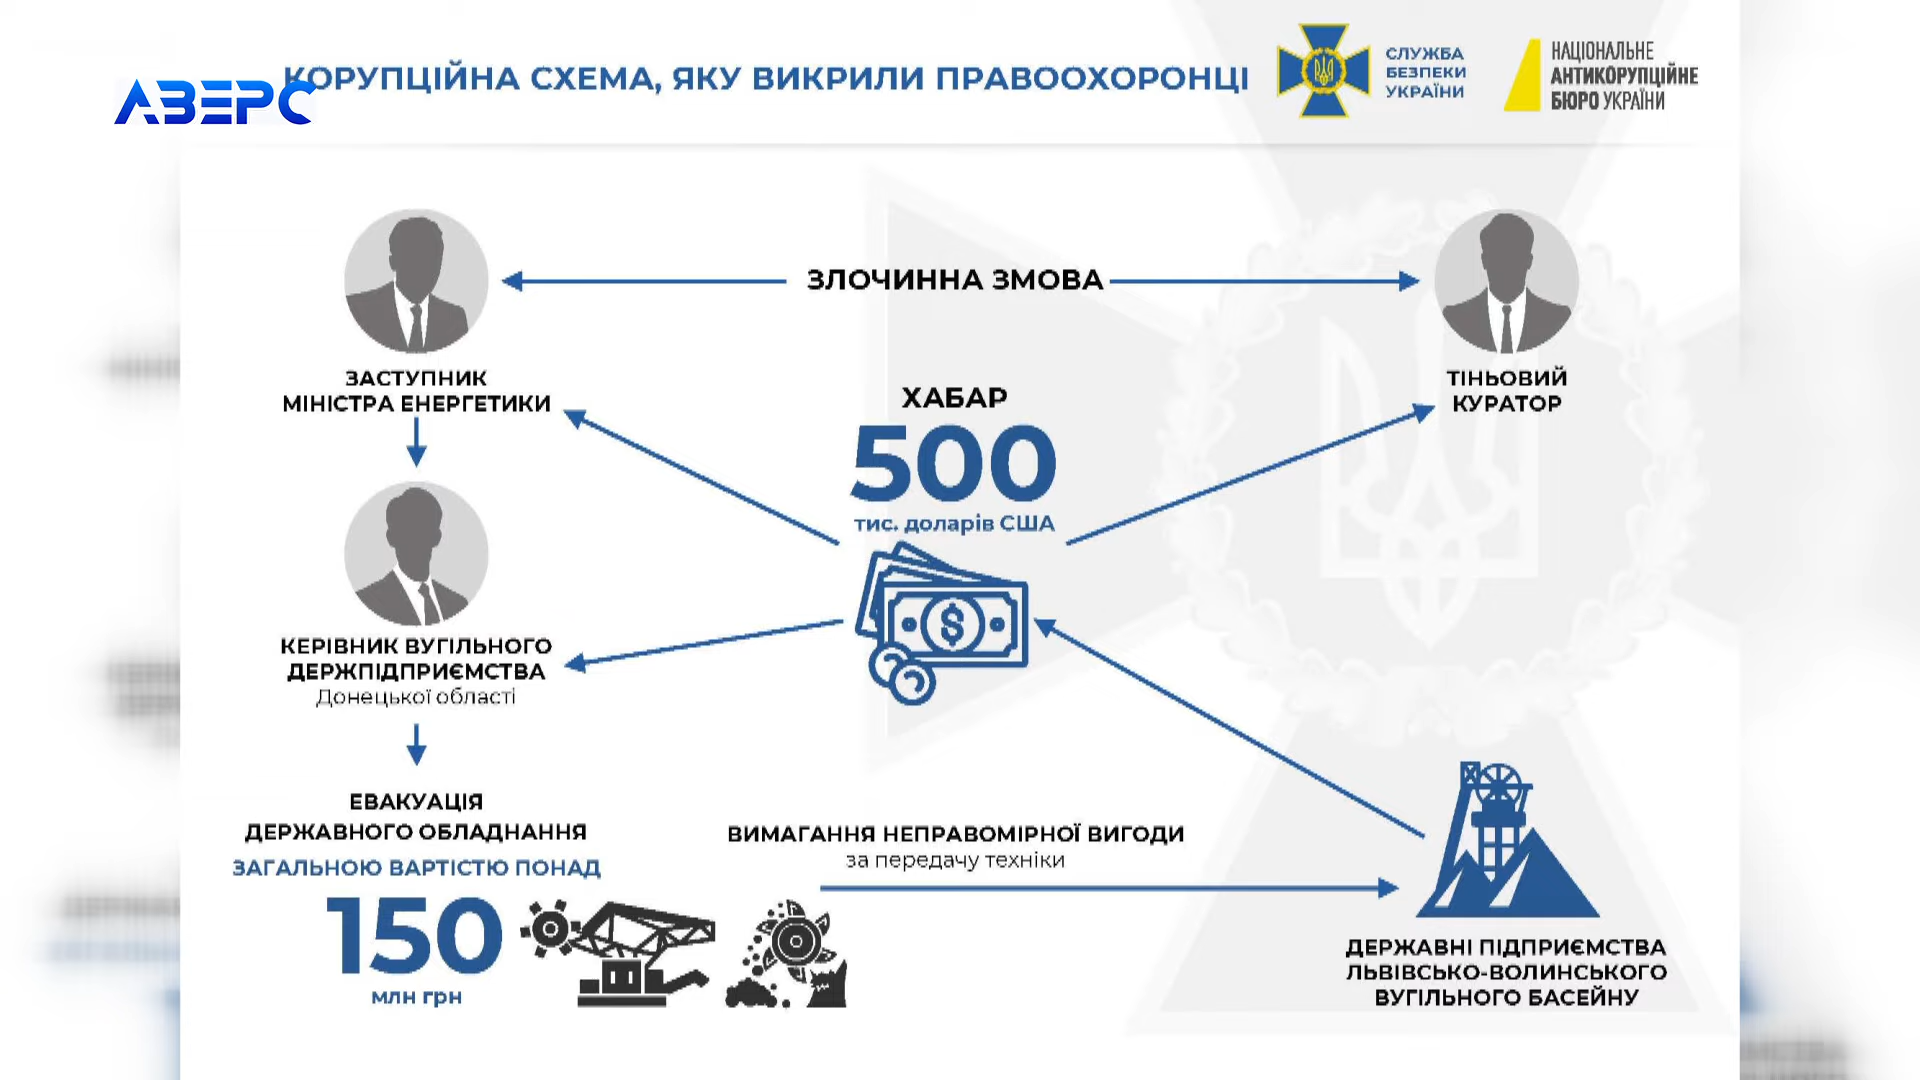 АВЕРС
КОРУПЦІЙНА СХЕМА, ЯКУ ВИКРИЛИ ПРАВООХОРОНЦІ
СЛУЖБА
БЕЗПЕКИ
УКРАЇНИ
НАЦІОНАЛЬНЕ
АНТИКОРУПЦІЙНЕ
БЮРО УКРАЇНИ
ЗЛОЧИННА ЗМОВА
ЗАСТУПНИК
МІНІСТРА ЕНЕРГЕТИКИ
ТІНЬОВИЙ
КУРАТОР
ХАБАР
500
тис. доларів США
КЕРІВНИК ВУГІЛЬНОГО
ДЕРЖПІДПРИЄМСТВА
Донецької області
ЕВАКУАЦІЯ
ДЕРЖАВНОГО ОБЛАДНАННЯ
ЗАГАЛЬНОЮ ВАРТІСТЮ ПОНАД
150
млн грн
ВИМАГАННЯ НЕПРАВОМІРНОЇ ВИГОДИ
за передачу техніки
ДЕРЖАВНІ ПІДПРИЄМСТВА
ЛЬВІВСЬКО-ВОЛИНСЬКОГО
ВУГІЛЬНОГО БАСЕЙНУ